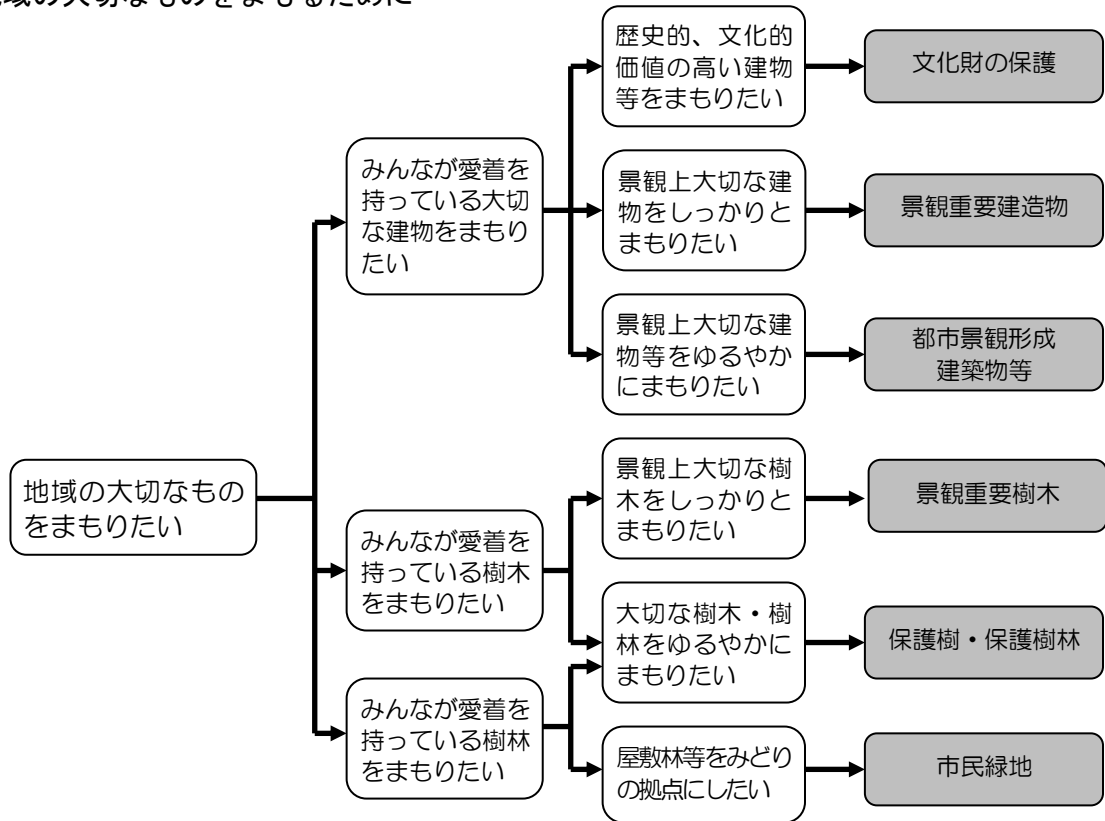 域の大切なものをまもるために
歴史的、文化的
価値の高い建物
等をまもりたい
文化財の保護
みんなが愛着を
持っている大切
な建物をまもり
たい
景観上大切な建
物をしっかりと
まもりたい
景観重要建造物
景観上大切な建
物等をゆるやか
にまもりたい
都市景観形成
建築物等
地域の大切なもの
をまもりたい
景観上大切な樹
木をしっかりと
まもりたい
景観重要樹木
みんなが愛着を
持っている樹木
をまもりたい
大切な樹木・樹
林をゆるやかに
まもりたい
保護樹・保護樹林
みんなが愛着を
持っている樹林
をまもりたい
屋敷林等をみどり
の拠点にしたい
市民緑地